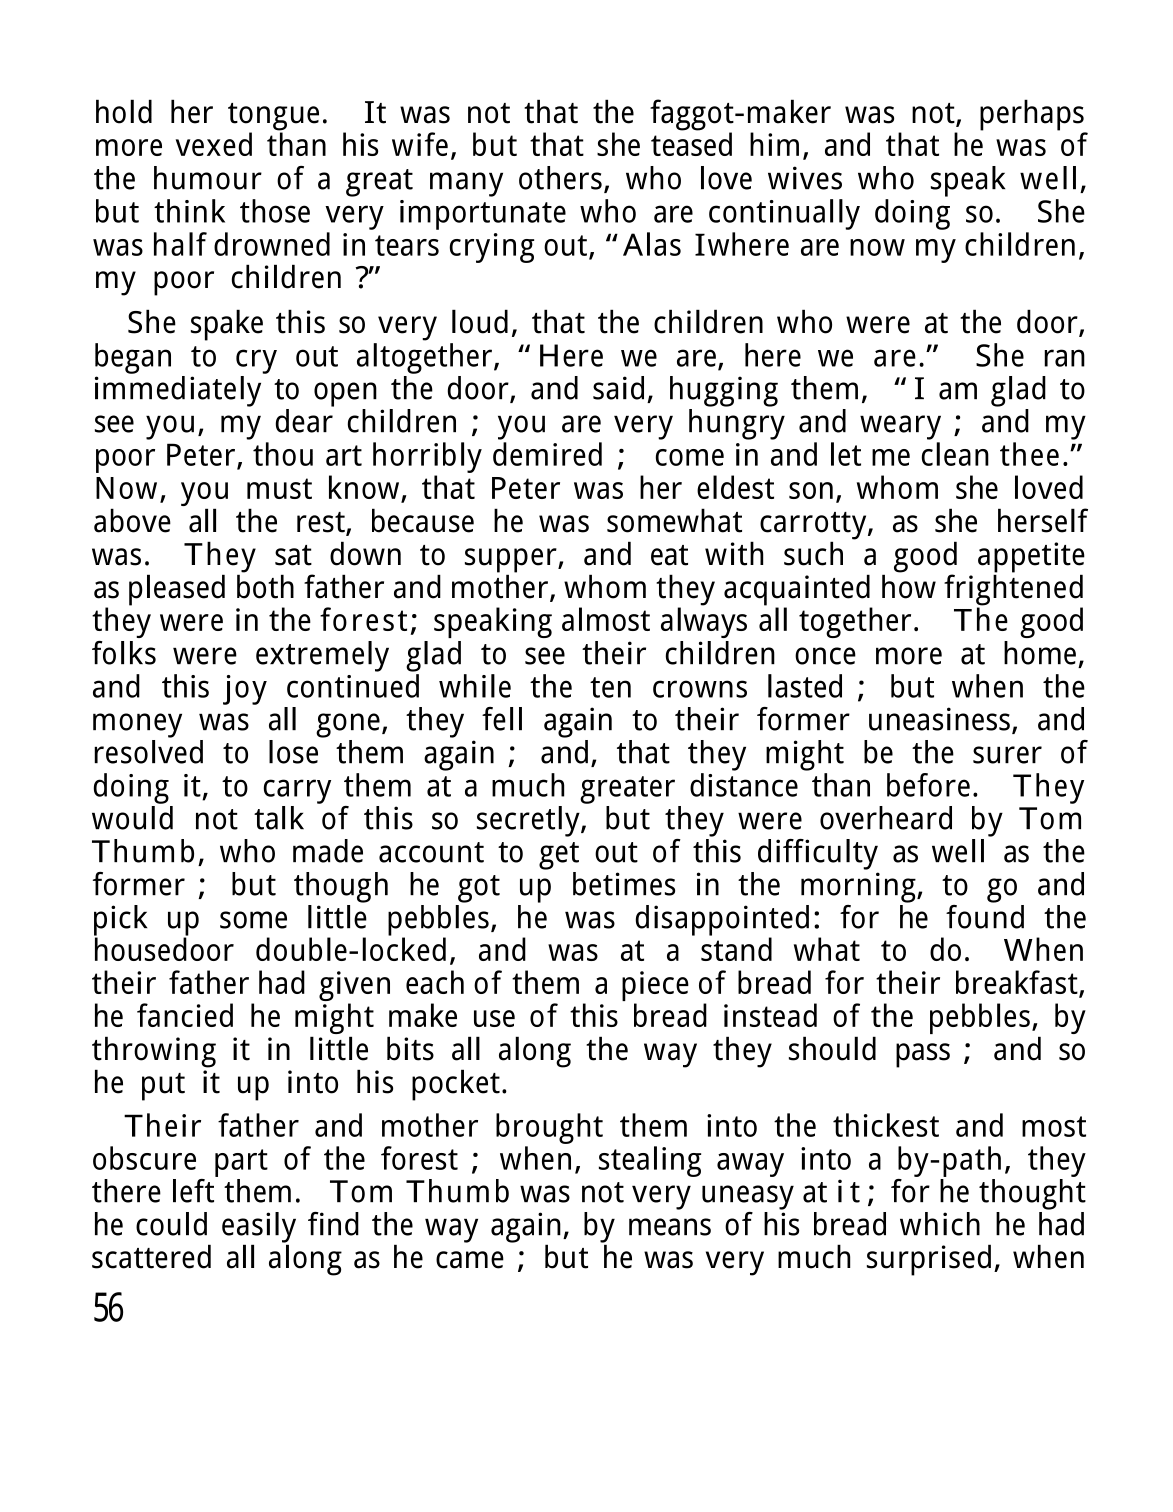 hold her tongue. It was not that the faggot-maker was not, perhaps
more vexed than his wife, but that she teased him, and that he was of
the humour of a great many others, who love wives who speak well,
but think those very importunate who are continually doing so. She
was half drowned in tears crying out, “Alas Iwhere are now my children,
my poor children ?”
She spake this so very loud, that the children who were at the door,
began to cry out altogether, “Here we are, here we are.” She ran
immediately to open the door, and said, hugging them, “I am glad to
see you, my dear children ; you are very hungry and weary ; and my
poor Peter, thou art horribly demired ; come in and let me clean thee.”
Now, you must know, that Peter was her eldest son, whom she loved
above all the rest, because he was somewhat carrotty, as she herself
was. They sat down to supper, and eat with such a good appetite
as pleased both father and mother, whom they acquainted how frightened
they were in the forest; speaking almost always all together. The good
folks were extremely glad to see their children once more at home,
and this joy continued while the ten crowns lasted ; but when the
money was all gone, they fell again to their former uneasiness, and
resolved to lose them again ; and, that they might be the surer of
doing it, to carry them at a much greater distance than before. They
would not talk of this so secretly, but they were overheard by Tom
Thumb, who made account to get out of this difficulty as well as the
former ; but though he got up betimes in the morning, to go and
pick up some little pebbles, he was disappointed: for he found the
housedoor double-locked, and was at a stand what to do. When
their father had given each of them a piece of bread for their breakfast,
he fancied he might make use of this bread instead of the pebbles, by
throwing it in little bits all along the way they should pass ; and so
he put it up into his pocket.
Their father and mother brought them into the thickest and most
obscure part of the forest ; when, stealing away into a by-path, they
there left them. Tom Thumb was not very uneasy at it; for he thought
he could easily find the way again, by means of his bread which he had
scattered all along as he came ; but he was very much surprised, when
56